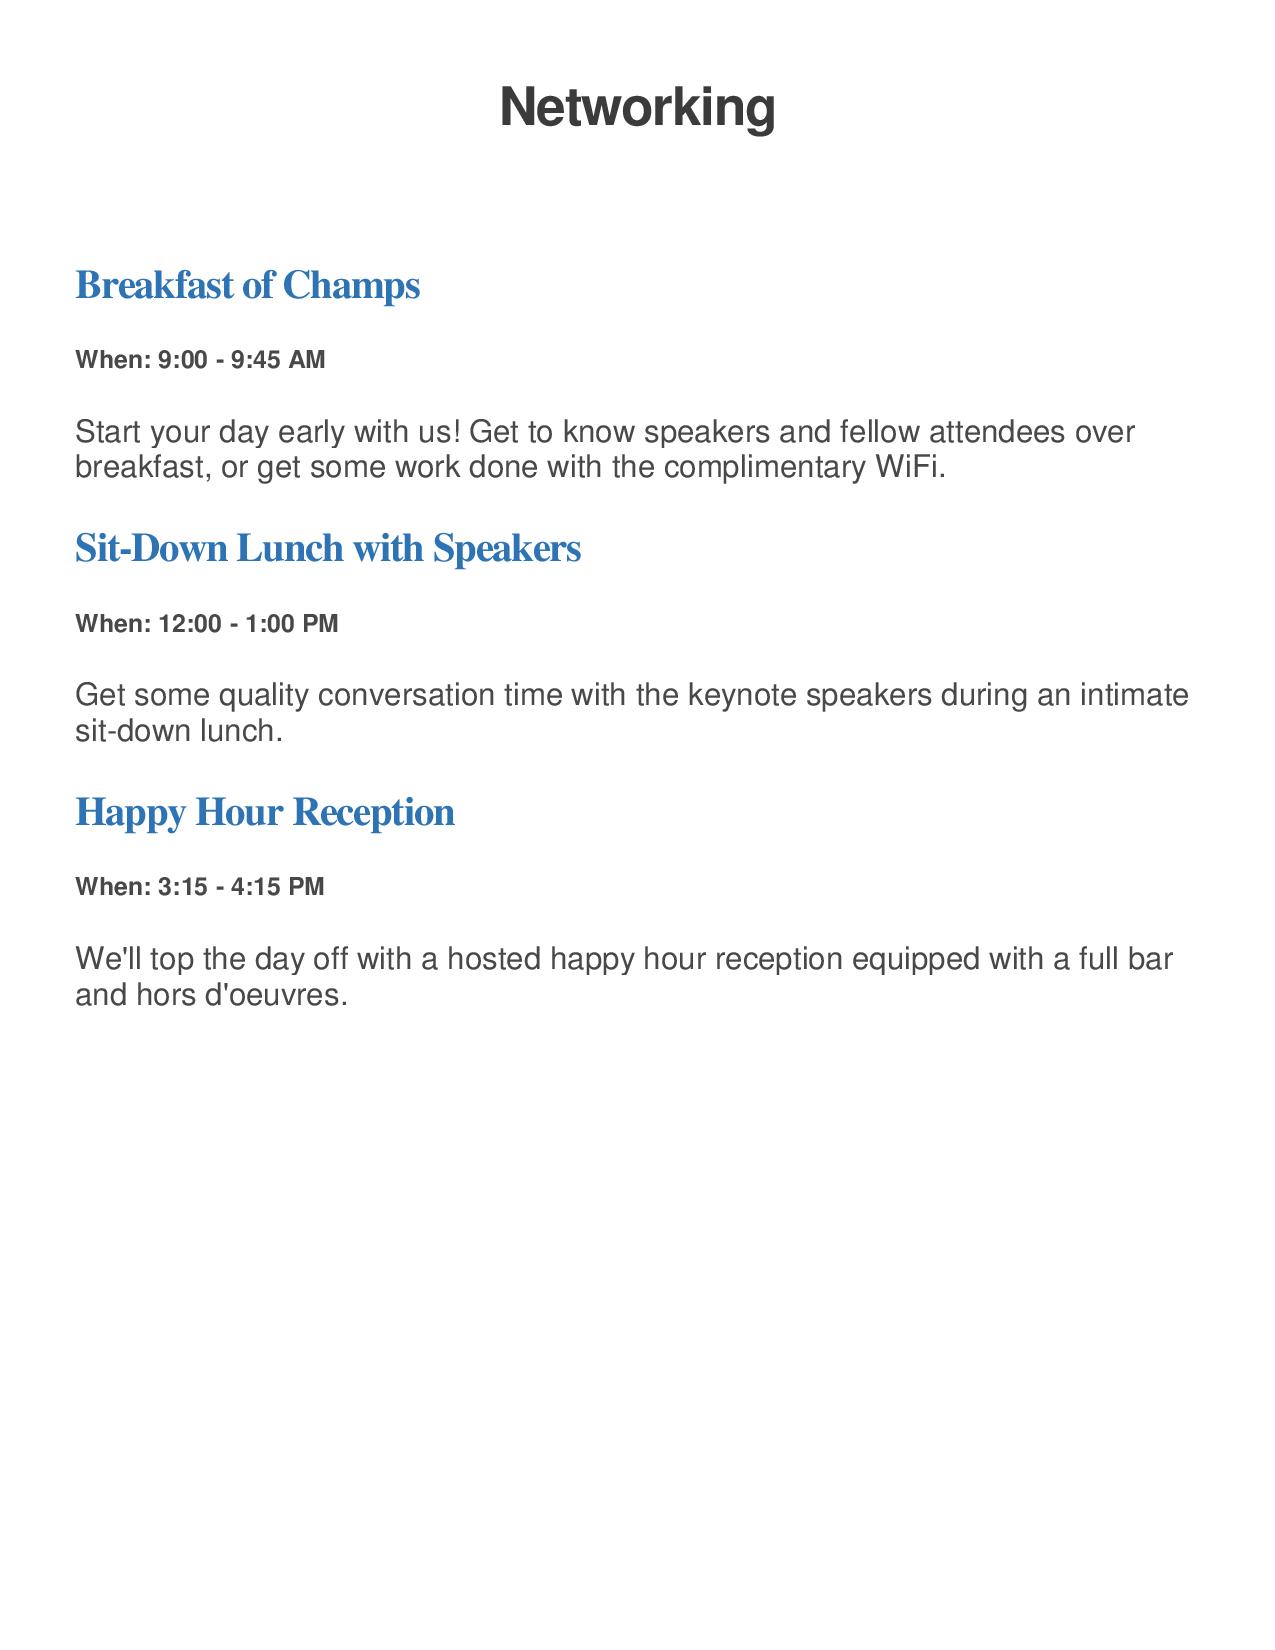 Networking
Breakfast of Champs
When: 9:00 - 9:45 AM
Start your day early with us! Get to know speakers and fellow attendees over
breakfast, or get some work done with the complimentary WiFi.
Sit-Down Lunch with Speakers
When: 12:00 - 1:00 PM
Get some quality conversation time with the keynote speakers during an intimate
sit-down lunch.
Happy Hour Reception
When: 3:15 - 4:15 PM
We'll top the day off with a hosted happy hour reception equipped with a full bar
and hors d'oeuvres.